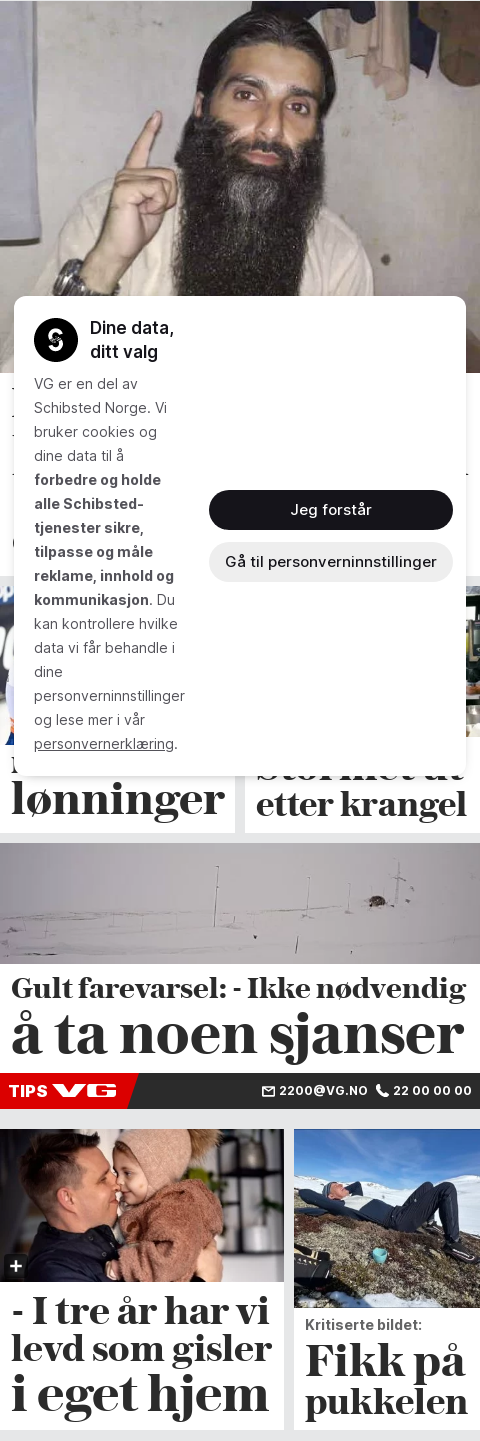 Dine data,
ditt valg
VG er en del av
Schibsted Norge. Vi
bruker cookies og
dine data til å
forbedre og holde
alle Schibsted-
tjenester sikre,
tilpasse og måle
reklame, innhold og
kommunikasjon. Du
kan kontrollere hvilke
data vi får behandle i
dine
personverninnstillinger
og lese mer i vår
personvernerklæring.
Jeg forstår
Gå til personverninnstillinger
lønninger
etter krangel
Gult farevarsel: - Ikke nødvendig
å ta noen sjanser
TIPS VG
2200@VG.NO 22 00 00 00
- I tre år har vi
levd som gisler
i eget hjem
Kritiserte bildet:
Fikk på
pukkelen